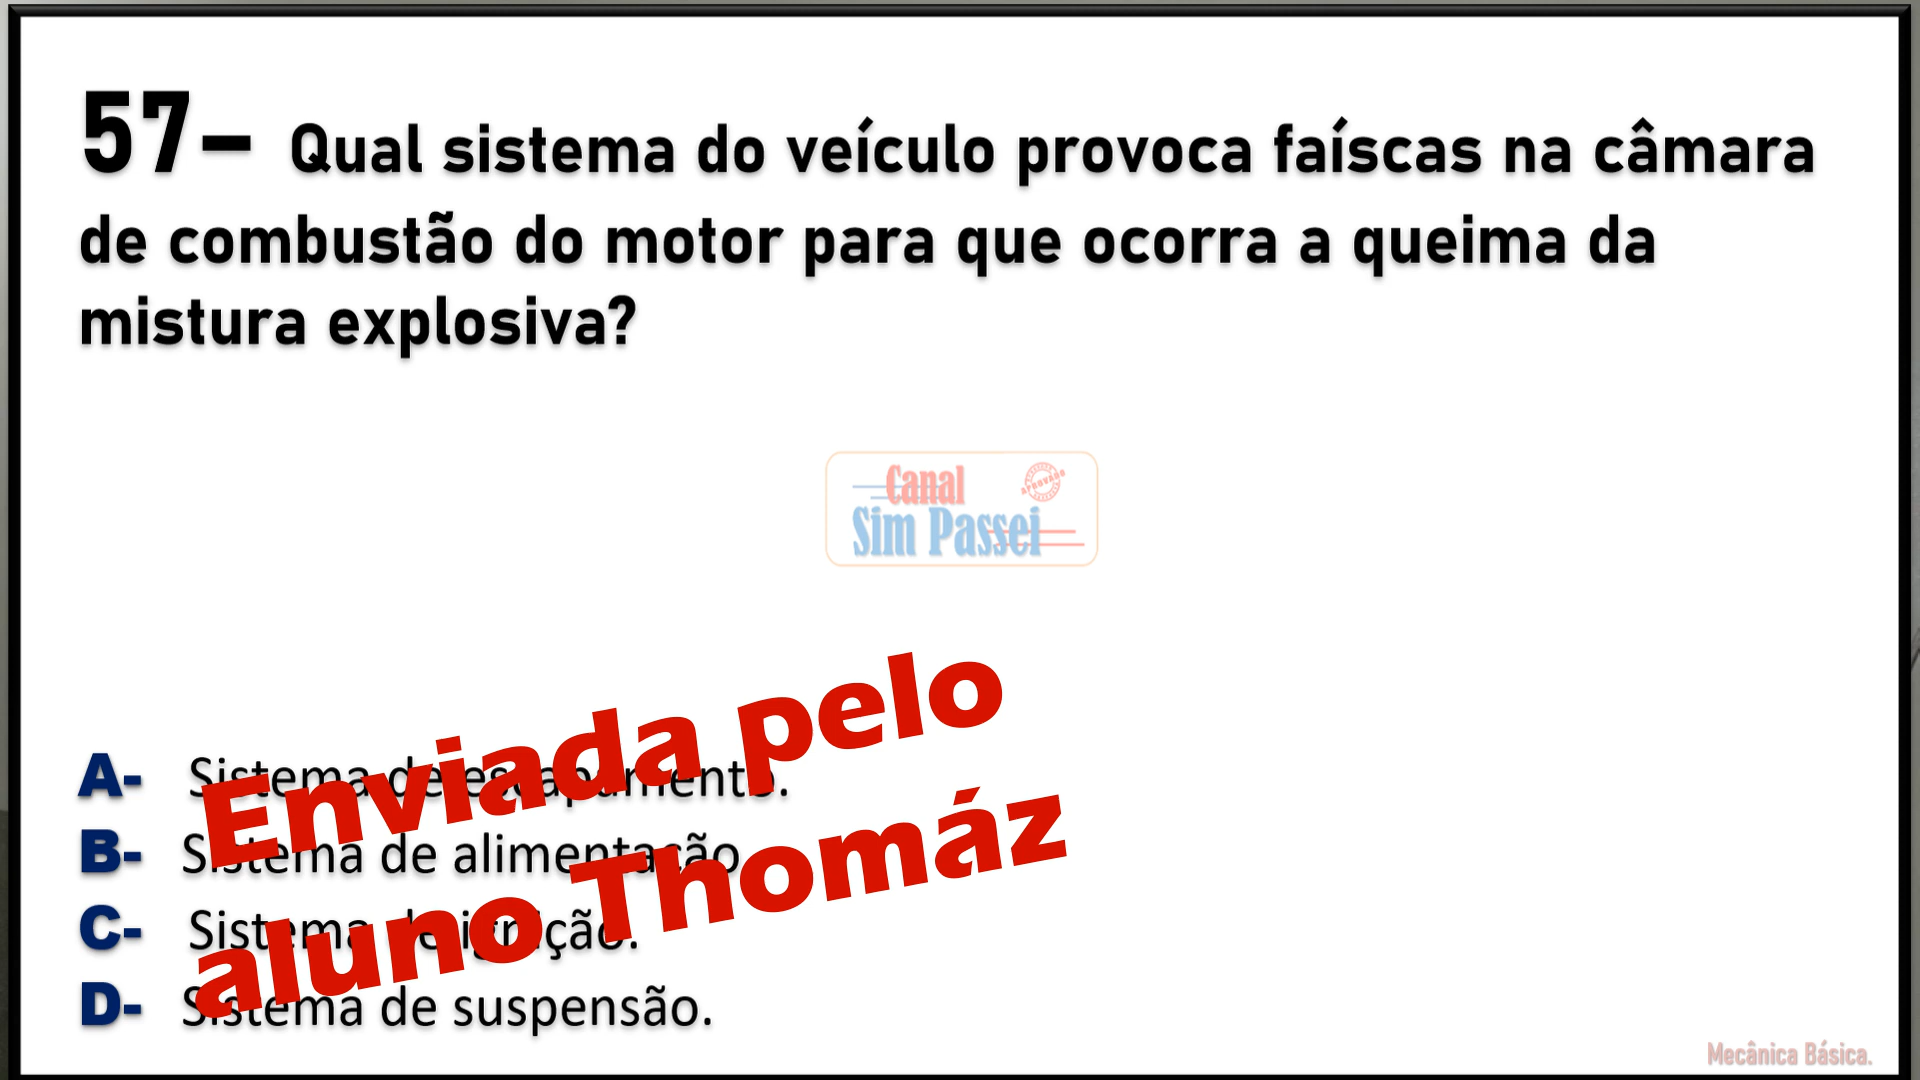 57- Qual sistema do veículo provoca faíscas na câmara
de combustão do motor para que ocorra a queima da
mistura explosiva?
Canal
APROVADO
Sim Passei
A- Sistema de escapamento.
B- Sistema de alimentação
C- Sistema de ignição.
D- Sistema de suspensão.
Enviada pelo
aluno Thomáz
Mecânica Básica.